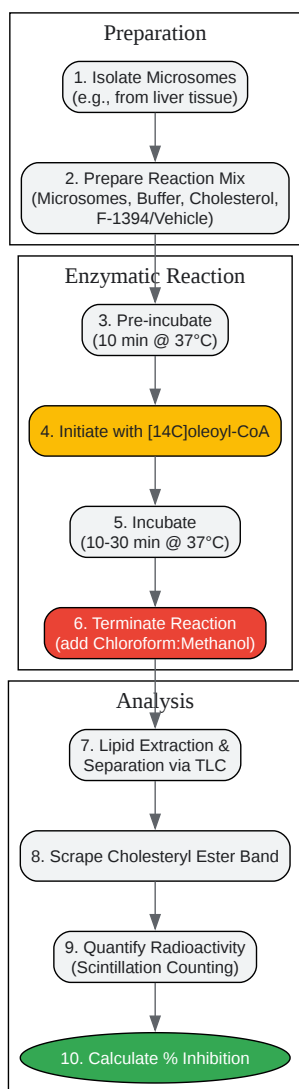 Preparation
1. Isolate Microsomes
(e.g., from liver tissue)
2. Prepare Reaction Mix
(Microsomes, Buffer, Cholesterol,
F-1394/Vehicle)
Enzymatic Reaction
3. Pre-incubate
(10 min @ 37°C)
4. Initiate with [14C]oleoyl-CoA
5. Incubate
(10-30 min @ 37°C)
6. Terminate Reaction
(add Chloroform:Methanol)
Analysis
7. Lipid Extraction &
Separation via TLC
8. Scrape Cholesteryl Ester Band
9. Quantify Radioactivity
(Scintillation Counting)
10. Calculate % Inhibition